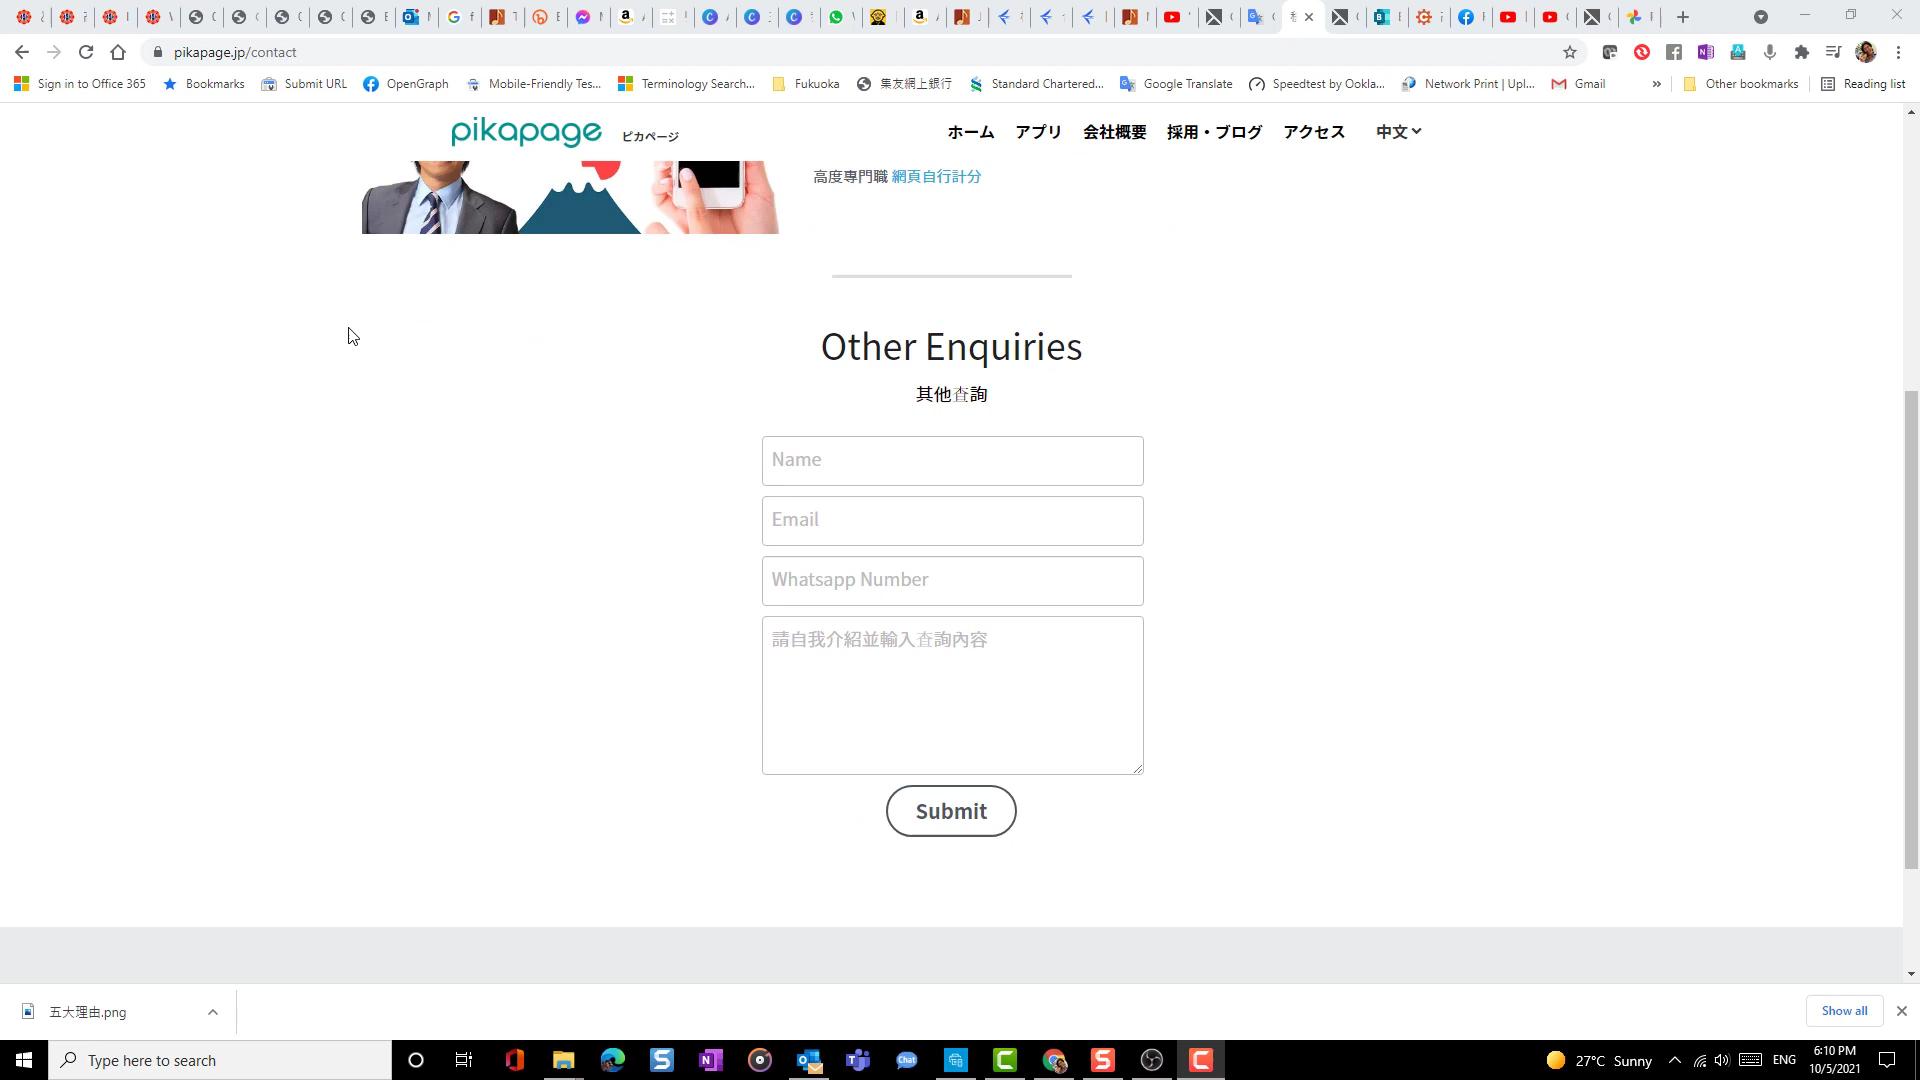 pikapage.jp/contact
Sign in to Office 365
Bookmarks
Submit URL
OpenGraph
Mobile-Friendly Tes...
Terminology Search...
Fukuoka
集友網上銀行
Standard Chartered...
Google Translate
Speedtest by Ookla...
Network Print | Upl...
Gmail
»
Other bookmarks
Reading list
pikapage ピカページ
ホーム
アプリ
会社概要
採用・ブログ
アクセス
中文
高度專門職 網頁自行計分
Other Enquiries
其他查詢
Name
Email
Whatsapp Number
請自我介紹並輸入查詢內容
Submit
五大理由.png
Show all
Type here to search
Chat
27°C Sunny
ENG
6:10 PM
10/5/2021